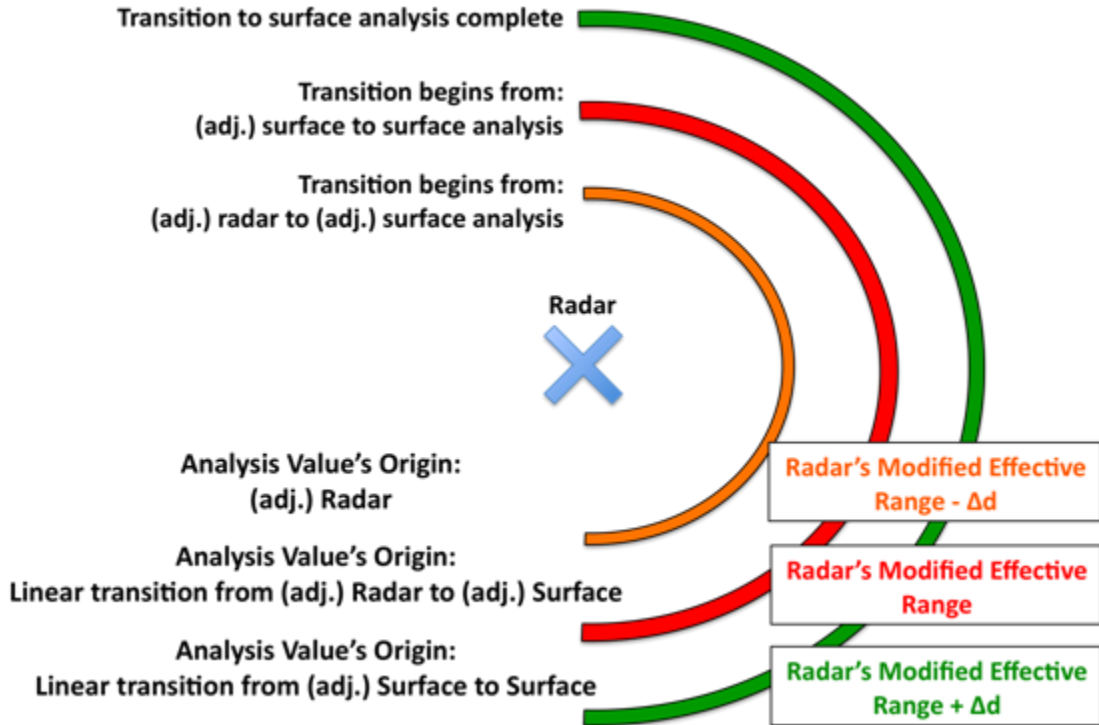 Transition to surface analysis complete
Transition begins from:
(adj.) surface to surface analysis
Transition begins from:
(adj.) radar to (adj.) surface analysis
Radar
Analysis Value's Origin:
(adj.) Radar
Radar's Modified Effective
Range - Δd
Analysis Value's Origin:
Linear transition from (adj.) Radar to (adj.) Surface
Radar's Modified Effective
Range
Analysis Value's Origin:
Linear transition from (adj.) Surface to Surface
Radar's Modified Effective
Range + Δd